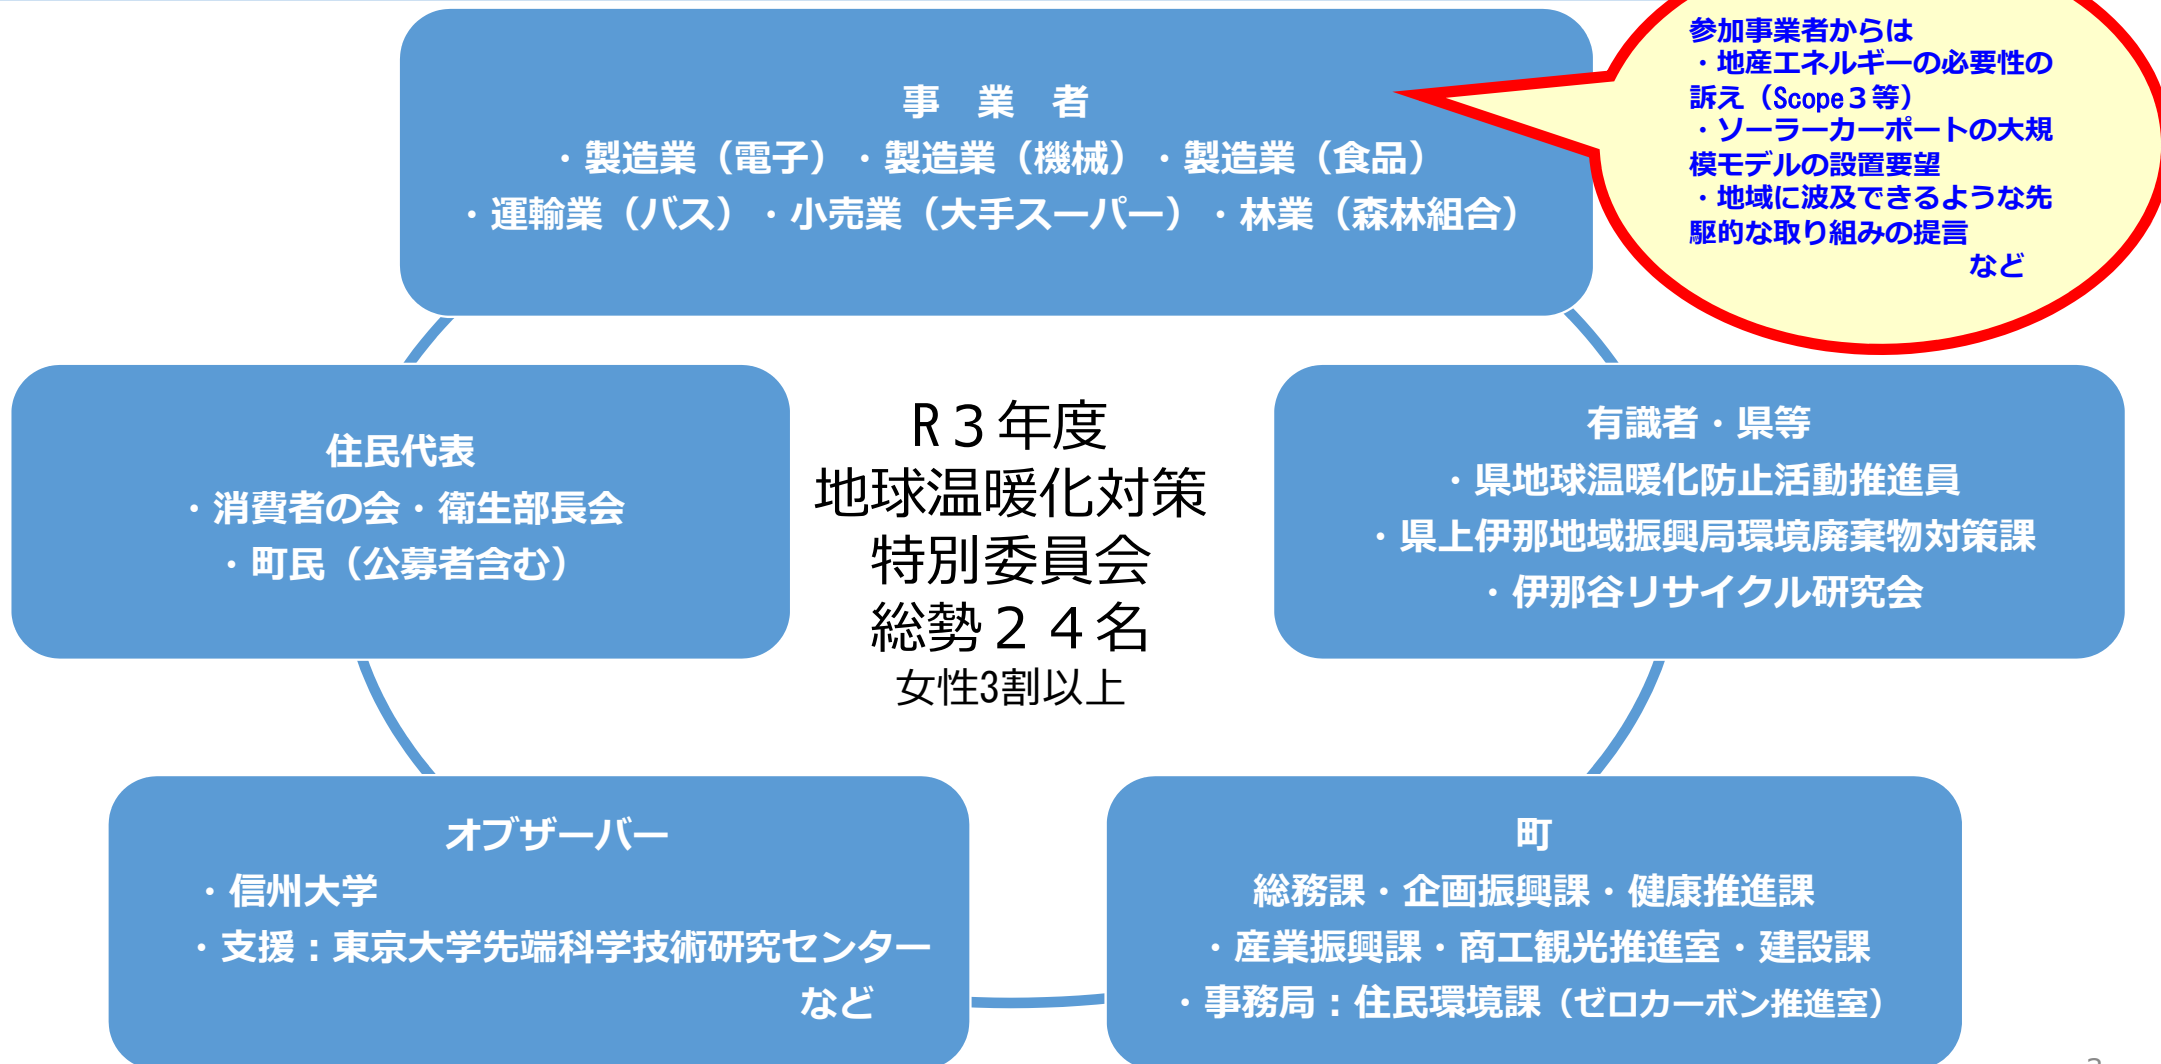 事　業　者
・製造業（電子）・製造業（機械）・製造業（食品）
・運輸業（バス）・小売業（大手スーパー）・林業（森林組合）
参加事業者からは
・地産エネルギーの必要性の
訴え（Scope３等）
・ソーラーカーポートの大規
模モデルの設置要望
・地域に波及できるような先
駆的な取り組みの提言
など
住民代表
・消費者の会・衛生部長会
・町民（公募者含む）
R３年度
地球温暖化対策
特別委員会
総勢２４名
女性3割以上
有識者・県等
・県地球温暖化防止活動推進員
・県上伊那地域振興局環境廃棄物対策課
・伊那谷リサイクル研究会
オブザーバー
・信州大学
・支援：東京大学先端科学技術研究センター
など
町
総務課・企画振興課・健康推進課
・産業振興課・商工観光推進室・建設課
・事務局：住民環境課（ゼロカーボン推進室）